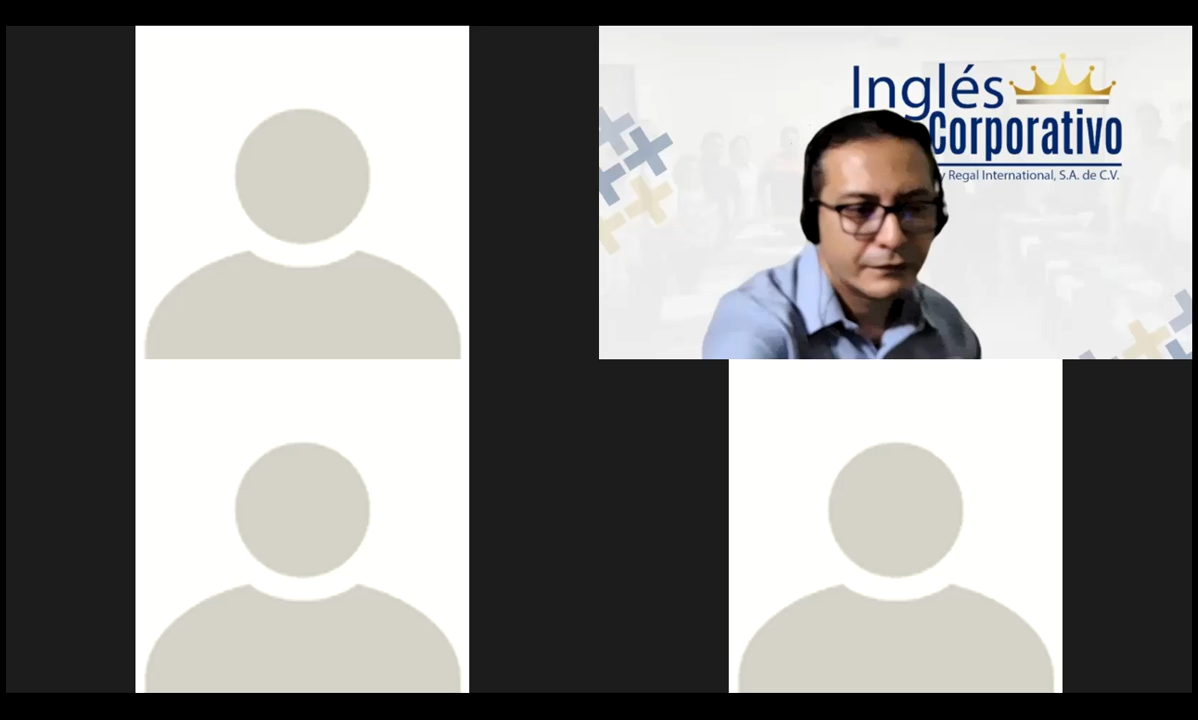 Inglés
Corporativo
y Regal International, S.A. de C.V.